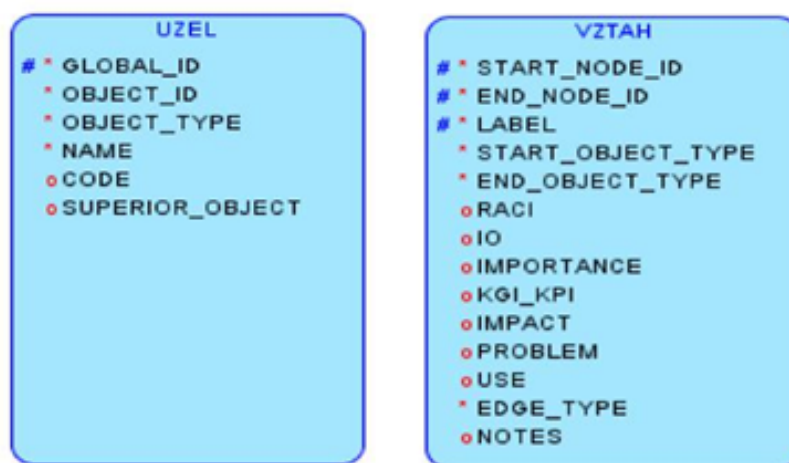 UZEL
# * GLOBAL_ID
* OBJECT_ID
* OBJECT_TYPE
* NAME
o CODE
o SUPERIOR_OBJECT
VZTAH
# * START_NODE_ID
# * END_NODE_ID
# * LABEL
* START_OBJECT_TYPE
* END_OBJECT_TYPE
o RACI
o IO
o IMPORTANCE
o KGI_KPI
o IMPACT
o PROBLEM
o USE
* EDGE_TYPE
o NOTES